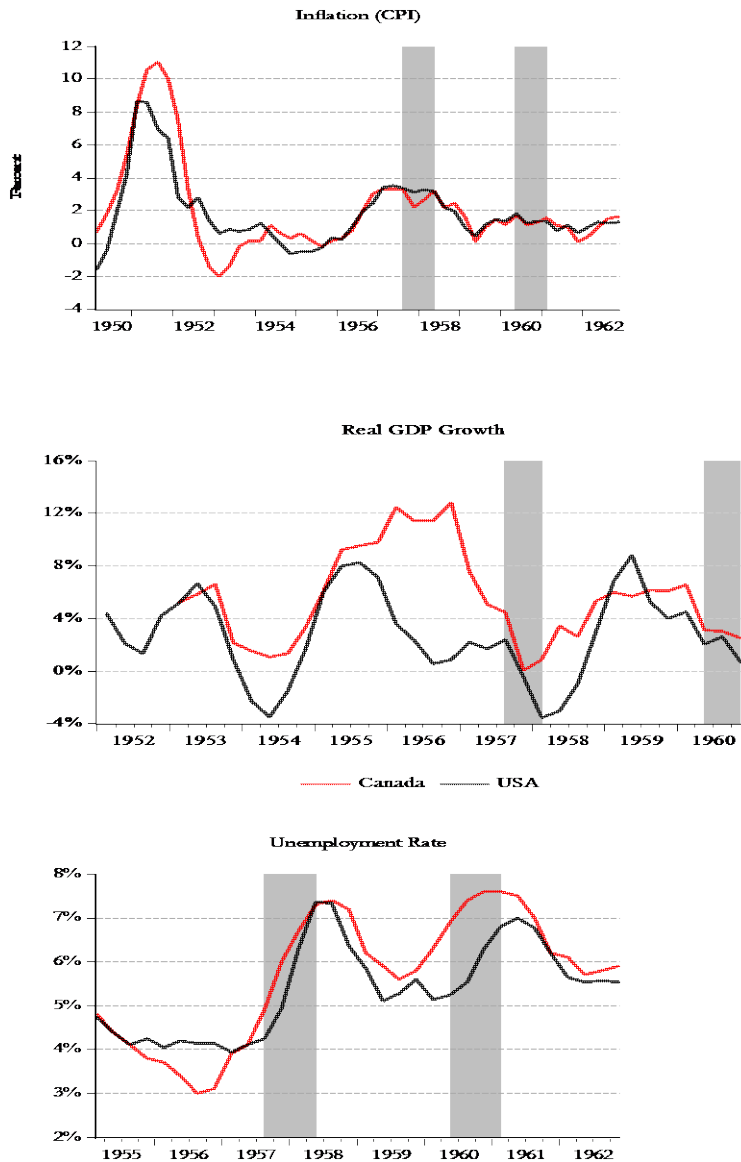 Inflation (CPI)
12
10
8
6
4
2
0
-2
-4
Percent
1950 1952 1954 1956 1958 1960 1962
Real GDP Growth
16%
12%
8%
4%
0%
-4%
1952 1953 1954 1955 1956 1957 1958 1959 1960
Canada USA
Unemployment Rate
8%
7%
6%
5%
4%
3%
2%
1955 1956 1957 1958 1959 1960 1961 1962